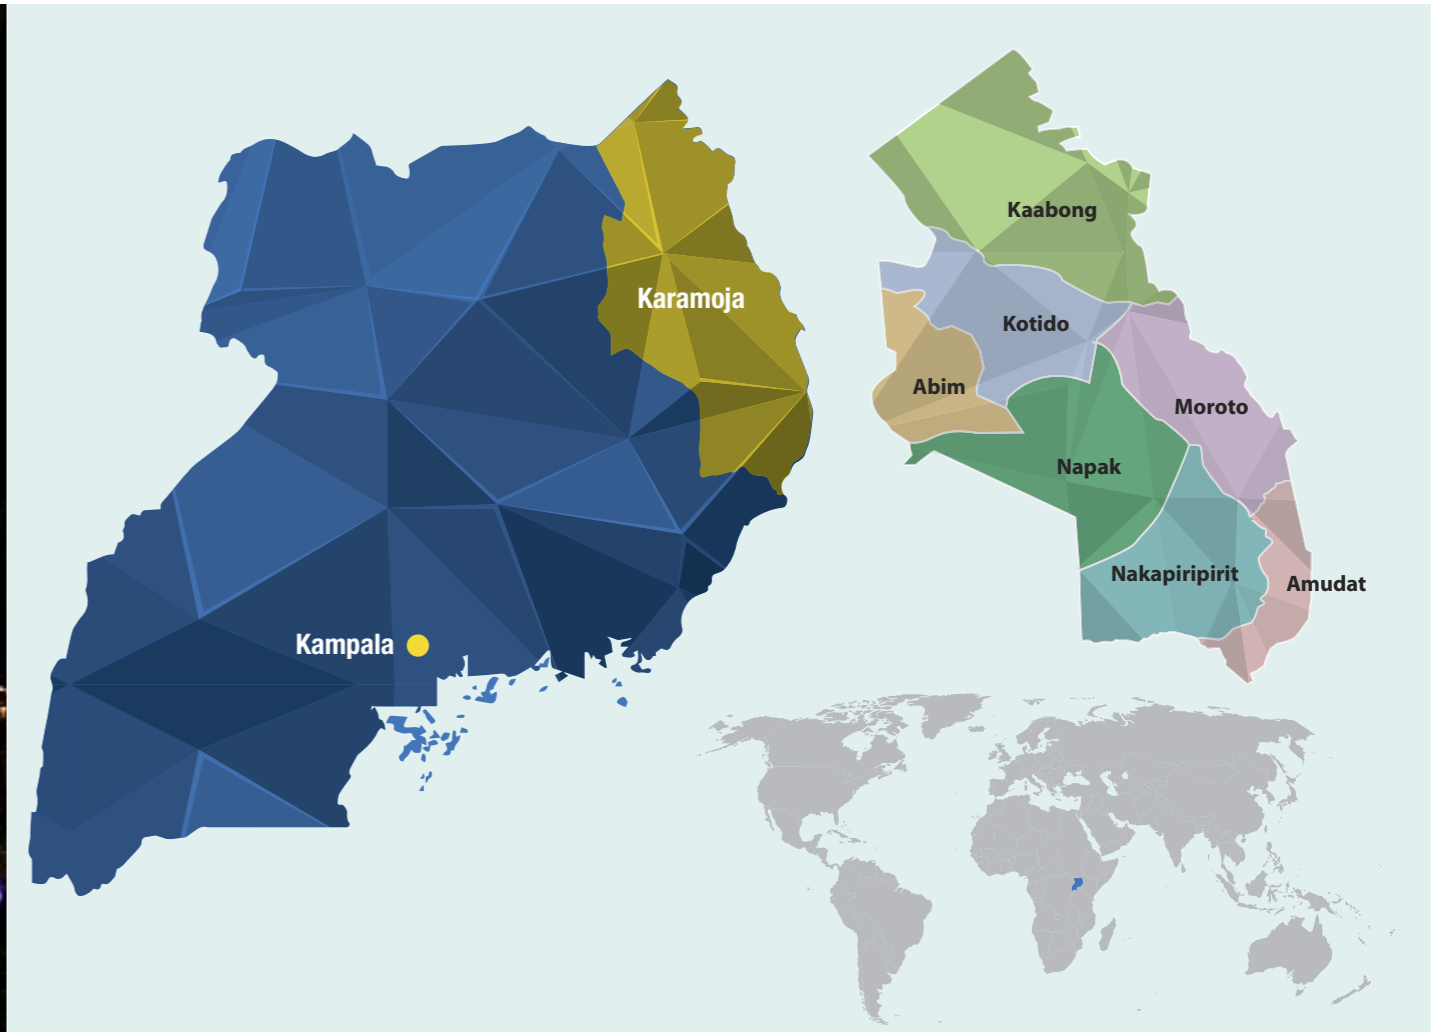 Karamoja
Kampala
Kaabong
Kotido
Abim
Moroto
Napak
Nakapiripirit
Amudat